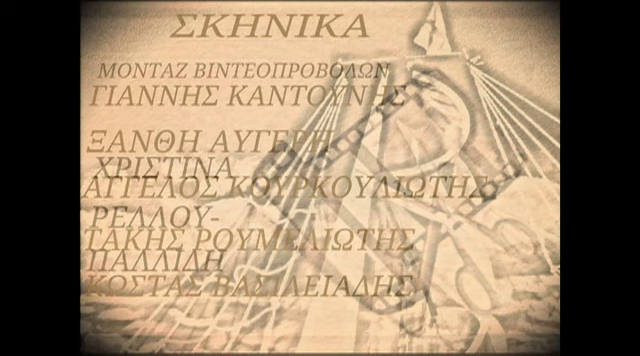 ΣΚΗΝΙΚΑ
ΜΟΝΤΑΖ ΒΙΝΤΕΟΠΡΟΒΟΛΩΝ
ΓΙΑΝΝΗΣ ΚΑΝΤΟΥΝΗΣ
ΞΑΝΘΗ ΑΥΓΕΡΗ
ΧΡΙΣΤΙΝΑ
ΑΓΓΕΛΟΣ ΚΟΥΡΚΟΥΛΙΩΤΗΣ
ΡΕΛΛΟΥ-
ΤΑΚΗΣ ΡΟΥΜΕΛΙΩΤΗΣ
ΠΑΛΛΙΔΗ
ΚΩΣΤΑΣ ΒΑΣΙΛΕΙΑΔΗΣ